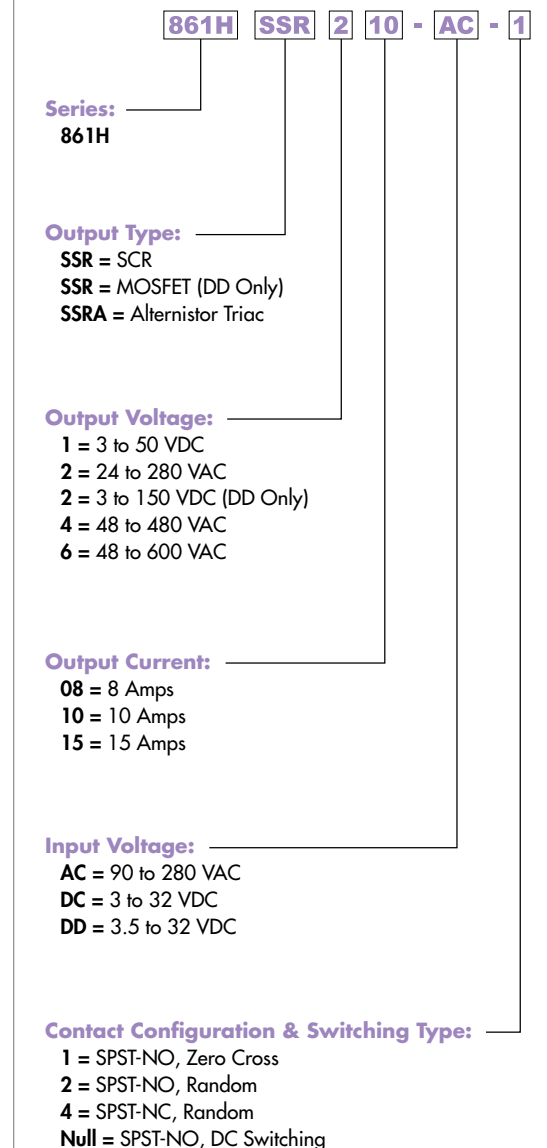 861H SSR 2 10 - AC - 1
Series:
861H
Output Type:
SSR = SCR
SSR = MOSFET (DD Only)
SSRA = Alternistor Triac
Output Voltage:
1 = 3 to 50 VDC
2 = 24 to 280 VAC
2 = 3 to 150 VDC (DD Only)
4 = 48 to 480 VAC
6 = 48 to 600 VAC
Output Current:
08 = 8 Amps
10 = 10 Amps
15 = 15 Amps
Input Voltage:
AC = 90 to 280 VAC
DC = 3 to 32 VDC
DD = 3.5 to 32 VDC
Contact Configuration & Switching Type:
1 = SPST-NO, Zero Cross
2 = SPST-NO, Random
4 = SPST-NC, Random
Null = SPST-NO, DC Switching